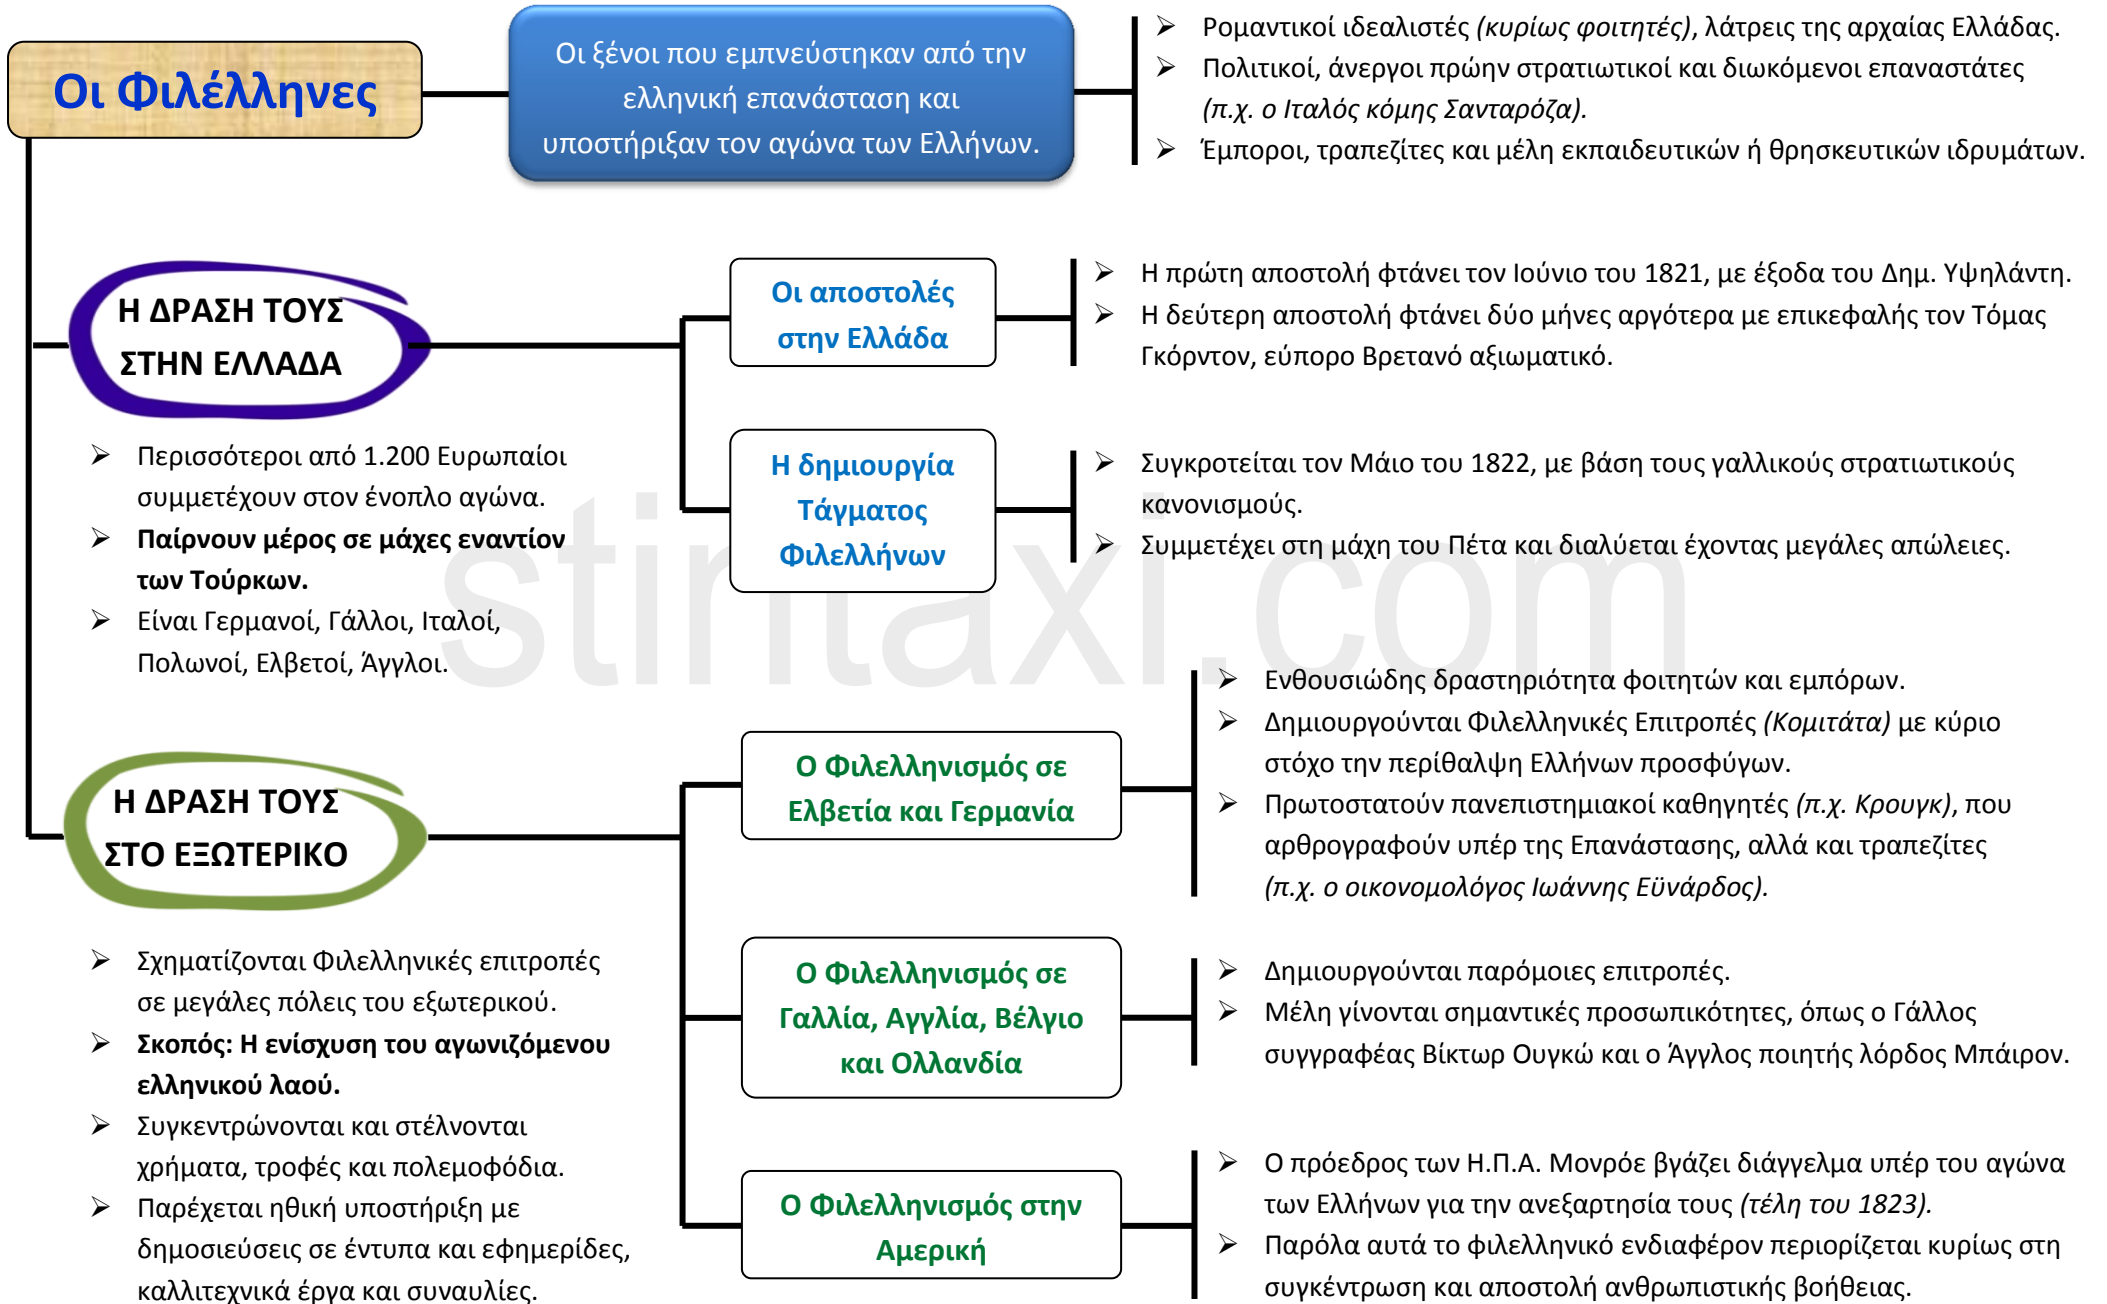 Οι Φιλέλληνες
Οι ξένοι που εμπνεύστηκαν από την
ελληνική επανάσταση και
υποστήριξαν τον αγώνα των Ελλήνων.
➢ Ρομαντικοί ιδεαλιστές (κυρίως φοιτητές), λάτρεις της αρχαίας Ελλάδας.
➢ Πολιτικοί, άνεργοι πρώην στρατιωτικοί και διωκόμενοι επαναστάτες
(π.χ. ο Ιταλός κόμης Σανταρόζα).
➢ Έμποροι, τραπεζίτες και μέλη εκπαιδευτικών ή θρησκευτικών ιδρυμάτων.
Η ΔΡΑΣΗ ΤΟΥΣ
ΣΤΗΝ ΕΛΛΑΔΑ
➢ Περισσότεροι από 1.200 Ευρωπαίοι
συμμετέχουν στον ένοπλο αγώνα.
➢ Παίρνουν μέρος σε μάχες εναντίον
των Τούρκων.
➢ Είναι Γερμανοί, Γάλλοι, Ιταλοί,
Πολωνοί, Ελβετοί, Άγγλοι.
Οι αποστολές
στην Ελλάδα
➢ Η πρώτη αποστολή φτάνει τον Ιούνιο του 1821, με έξοδα του Δημ. Υψηλάντη.
➢ Η δεύτερη αποστολή φτάνει δύο μήνες αργότερα με επικεφαλής τον Τόμας
Γκόρντον, εύπορο Βρετανό αξιωματικό.
Η δημιουργία
Τάγματος
Φιλελλήνων
➢ Συγκροτείται τον Μάιο του 1822, με βάση τους γαλλικούς στρατιωτικούς
κανονισμούς.
➢ Συμμετέχει στη μάχη του Πέτα και διαλύεται έχοντας μεγάλες απώλειες.
stintaxi.com
Η ΔΡΑΣΗ ΤΟΥΣ
ΣΤΟ ΕΞΩΤΕΡΙΚΟ
➢ Σχηματίζονται Φιλελληνικές επιτροπές
σε μεγάλες πόλεις του εξωτερικού.
➢ Σκοπός: Η ενίσχυση του αγωνιζόμενου
ελληνικού λαού.
➢ Συγκεντρώνονται και στέλνονται
χρήματα, τροφές και πολεμοφόδια.
➢ Παρέχεται ηθική υποστήριξη με
δημοσιεύσεις σε έντυπα και εφημερίδες,
καλλιτεχνικά έργα και συναυλίες.
Ο Φιλελληνισμός σε
Ελβετία και Γερμανία
➢ Ενθουσιώδης δραστηριότητα φοιτητών και εμπόρων.
➢ Δημιουργούνται Φιλελληνικές Επιτροπές (Κομιτάτα) με κύριο
στόχο την περίθαλψη Ελλήνων προσφύγων.
➢ Πρωτοστατούν πανεπιστημιακοί καθηγητές (π.χ. Κρουγκ), που
αρθρογραφούν υπέρ της Επανάστασης, αλλά και τραπεζίτες
(π.χ. ο οικονομολόγος Ιωάννης Εϋνάρδος).
Ο Φιλελληνισμός σε
Γαλλία, Αγγλία, Βέλγιο
και Ολλανδία
➢ Δημιουργούνται παρόμοιες επιτροπές.
➢ Μέλη γίνονται σημαντικές προσωπικότητες, όπως ο Γάλλος
συγγραφέας Βίκτωρ Ουγκώ και ο Άγγλος ποιητής λόρδος Μπάιρον.
Ο Φιλελληνισμός στην
Αμερική
➢ Ο πρόεδρος των Η.Π.Α. Μονρόε βγάζει διάγγελμα υπέρ του αγώνα
των Ελλήνων για την ανεξαρτησία τους (τέλη του 1823).
➢ Παρόλα αυτά το φιλελληνικό ενδιαφέρον περιορίζεται κυρίως στη
συγκέντρωση και αποστολή ανθρωπιστικής βοήθειας.